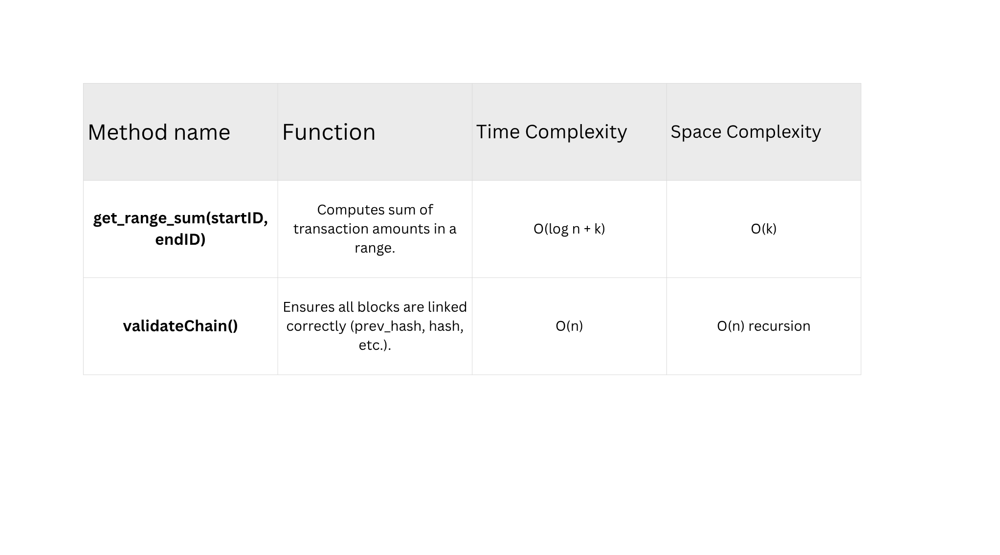 Method name
Function
Time Complexity
Space Complexity
get_range_sum(startID,
endID)
Computes sum of
transaction amounts in a
range.
O(log n + k)
O(k)
validateChain()
Ensures all blocks are linked
correctly (prev_hash, hash,
etc.).
O(n)
O(n) recursion